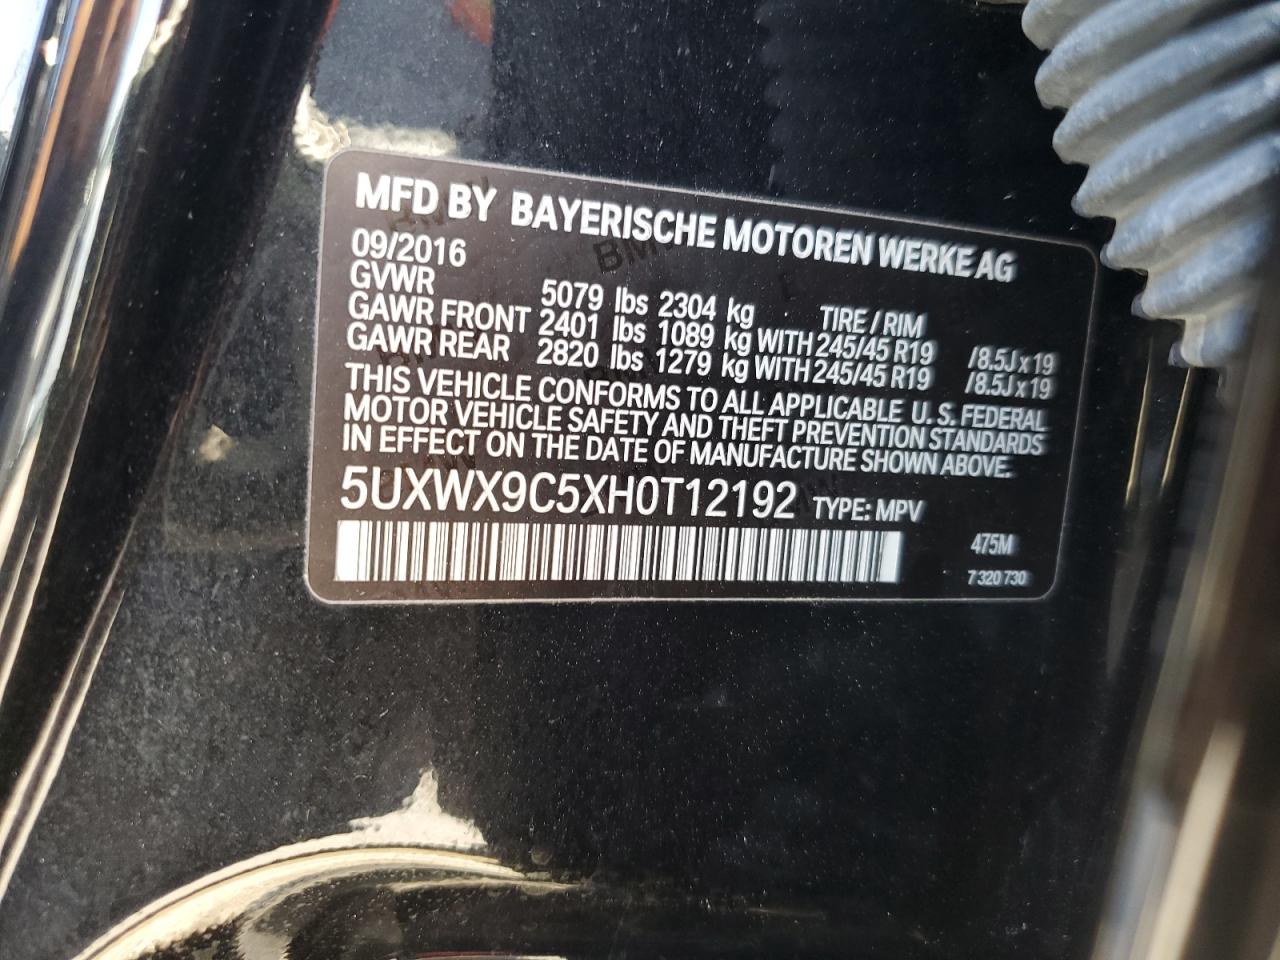 MFD BY BAYERISCHE MOTOREN WERKE AG
09/2016
GVWR 5079 lbs 2304 kg TIRE / RIM
GAWR FRONT 2401 lbs 1089 kg WITH 245/45 R19 /8.5J x 19
GAWR REAR 2820 lbs 1279 kg WITH 245/45 R19 /8.5J x 19
THIS VEHICLE CONFORMS TO ALL APPLICABLE U.S. FEDERAL
MOTOR VEHICLE SAFETY AND THEFT PREVENTION STANDARDS
IN EFFECT ON THE DATE OF MANUFACTURE SHOWN ABOVE.
5UXWX9C5XH0T12192 TYPE: MPV
475M
7 320 730